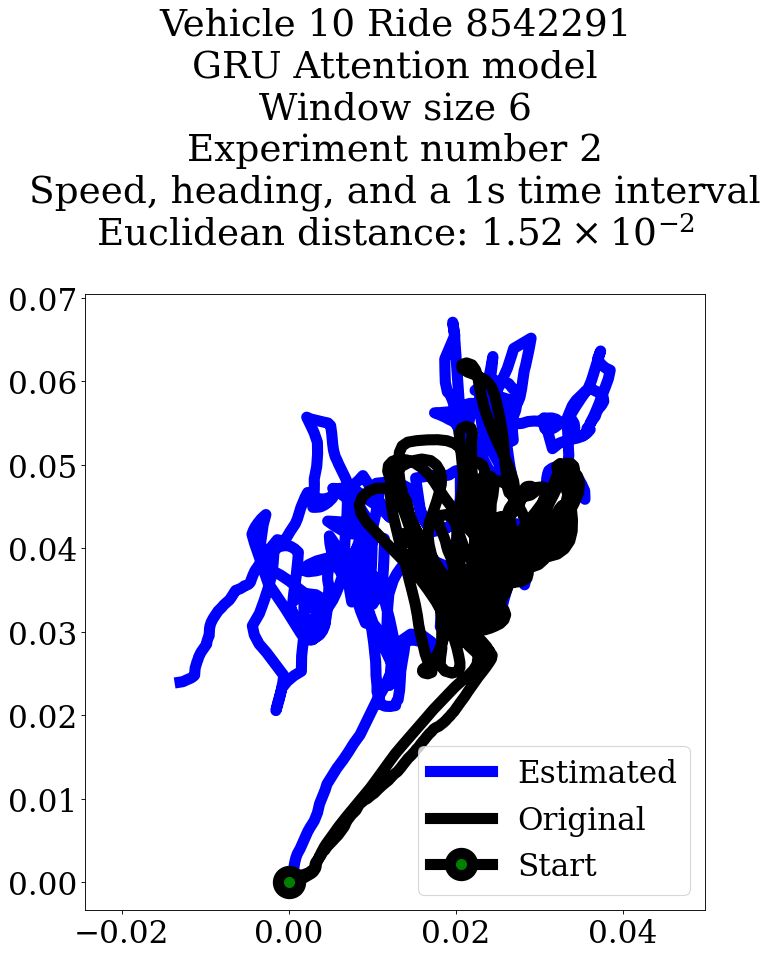 Vehicle 10 Ride 8542291
GRU Attention model
Window size 6
Experiment number 2
Speed, heading, and a 1s time interval
Euclidean distance: 1.52 × 10⁻²
0.07
0.06
0.05
0.04
0.03
0.02
0.01
0.00
Estimated
Original
Start
−0.02
0.00
0.02
0.04